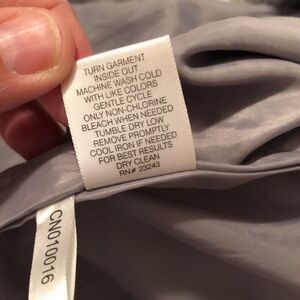 TURN GARMENT
INSIDE OUT
MACHINE WASH COLD
WITH LIKE COLORS
GENTLE CYCLE
ONLY NON-CHLORINE
BLEACH WHEN NEEDED
TUMBLE DRY LOW
REMOVE PROMPTLY
COOL IRON IF NEEDED
FOR BEST RESULTS
DRY CLEAN
RN# 23243
CN010016